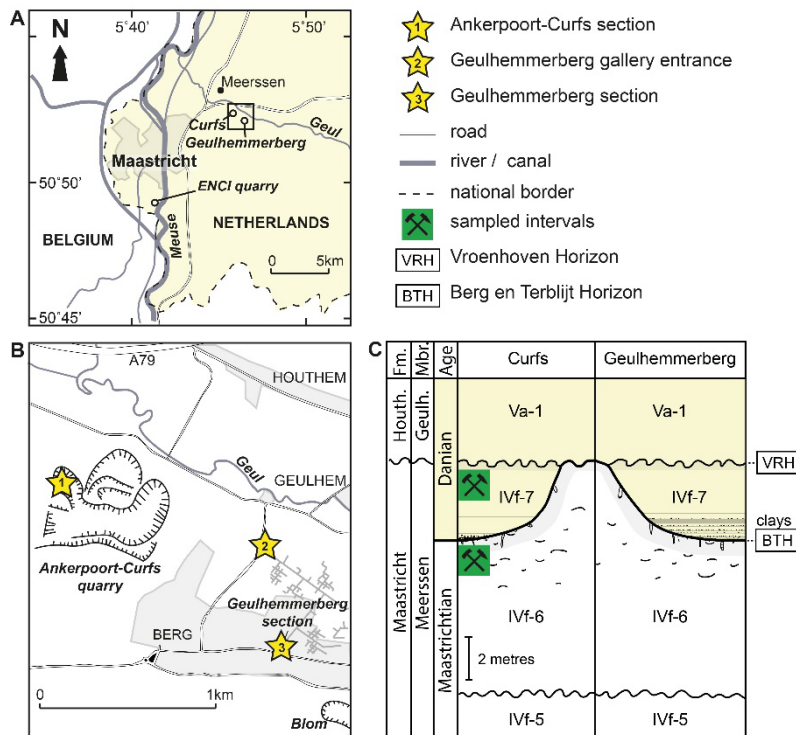 A
5°40'
5°50'
N
Meerssen
Curfs
Geulhemmerberg
Geul
Maastricht
50°50'
ENCI quarry
BELGIUM
Meuse
NETHERLANDS
0 5km
50°45'
1 Ankerpoort-Curfs section
2 Geulhemmerberg gallery entrance
3 Geulhemmerberg section
road
river / canal
national border
sampled intervals
VRH Vroenhoven Horizon
BTH Berg en Terblijt Horizon
B
A79
HOUTHEM
Geul
GEULHEM
1
2
Ankerpoort-Curfs
quarry
Geulhemmerberg
section
BERG
3
0 1km
Blom
C
Fm. Mbr. Age Curfs Geulhemmerberg
Houth. Geulh. Danian Va-1 Va-1
VRH
IVf-7 IVf-7
clays
BTH
Maastricht Meerssen Maastrichtian
IVf-6 IVf-6
2 metres
IVf-5 IVf-5